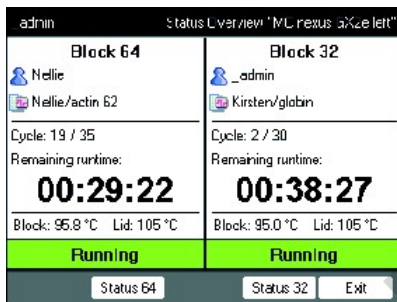 _admin
Status Overview "MC nexus GX2e left"
Block 64
Nellie
Nellie/actin 62
Cycle: 19 / 35
Remaining runtime:
00:29:22
Block: 95.8 °C Lid: 105 °C
Running
Block 32
_admin
Kirsten/globin
Cycle: 2 / 30
Remaining runtime:
00:38:27
Block: 95.0 °C Lid: 105 °C
Running
Status 64
Status 32
Exit